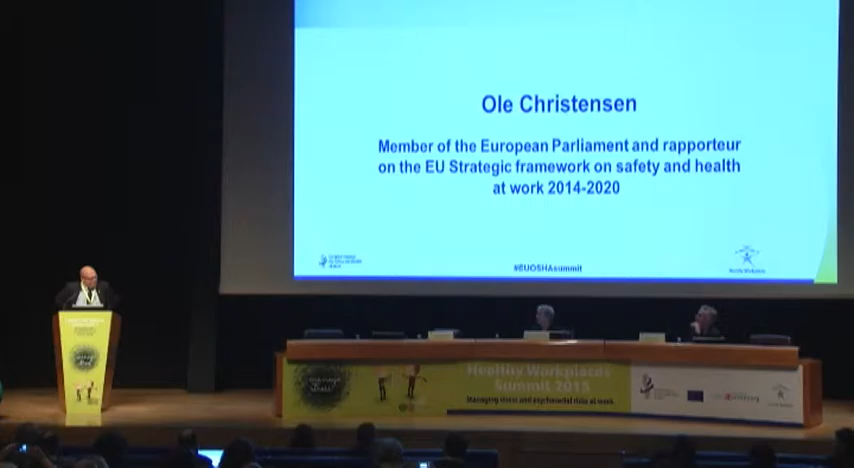 Ole Christensen
Member of the European Parliament and rapporteur
on the EU Strategic framework on safety and health
at work 2014-2020
#EUOSHAsummit
Healthy Workplaces
Summit 2015
Managing stress and psychosocial risks at work